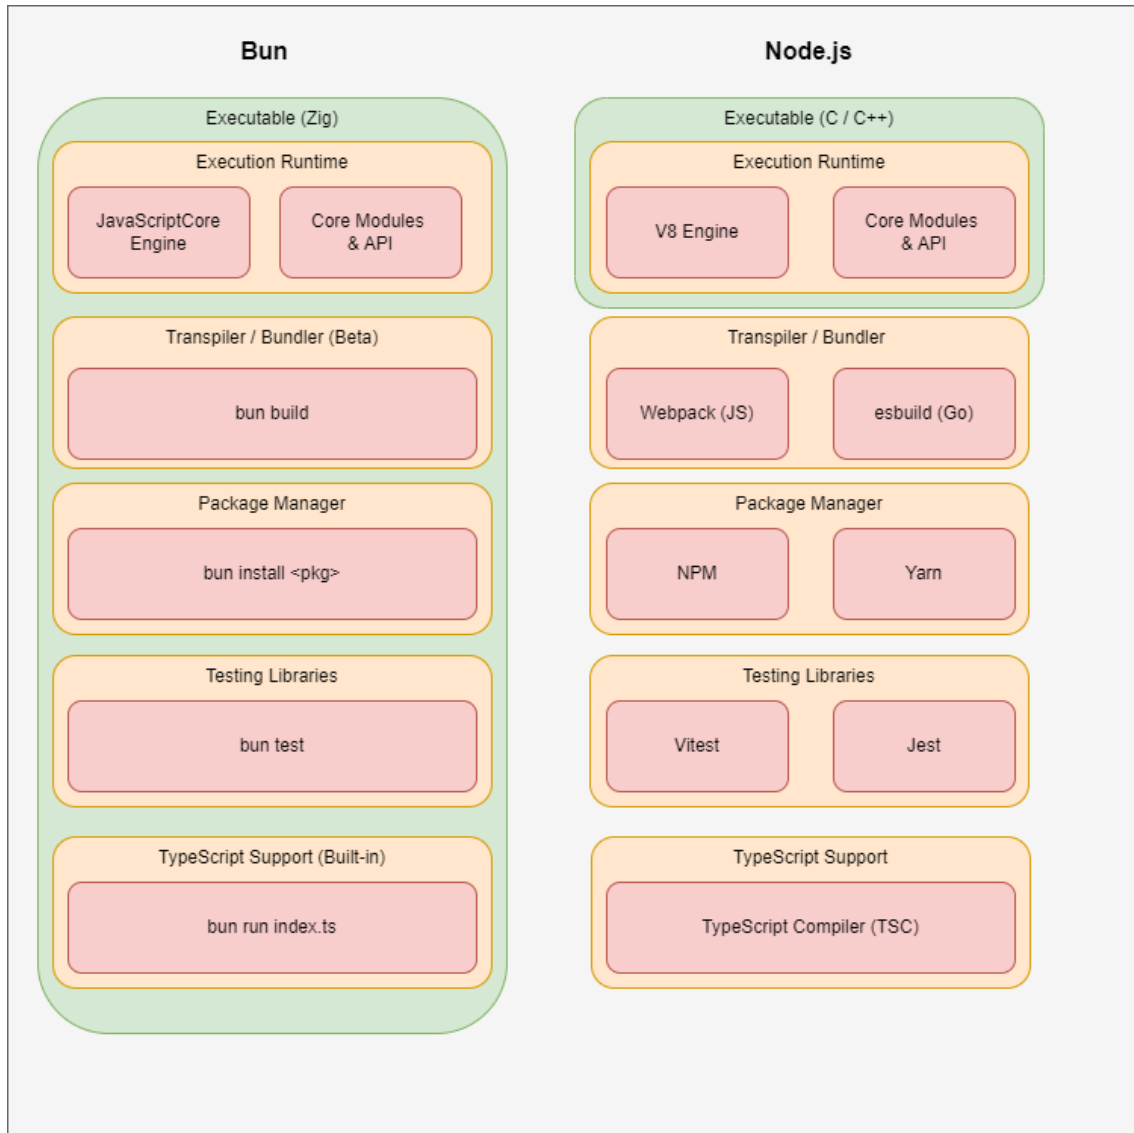 Bun
Executable (Zig)
Execution Runtime
JavaScriptCore
Engine
Core Modules
& API
Transpiler / Bundler (Beta)
bun build
Package Manager
bun install <pkg>
Testing Libraries
bun test
TypeScript Support (Built-in)
bun run index.ts
Node.js
Executable (C / C++)
Execution Runtime
V8 Engine
Core Modules
& API
Transpiler / Bundler
Webpack (JS)
esbuild (Go)
Package Manager
NPM
Yarn
Testing Libraries
Vitest
Jest
TypeScript Support
TypeScript Compiler (TSC)